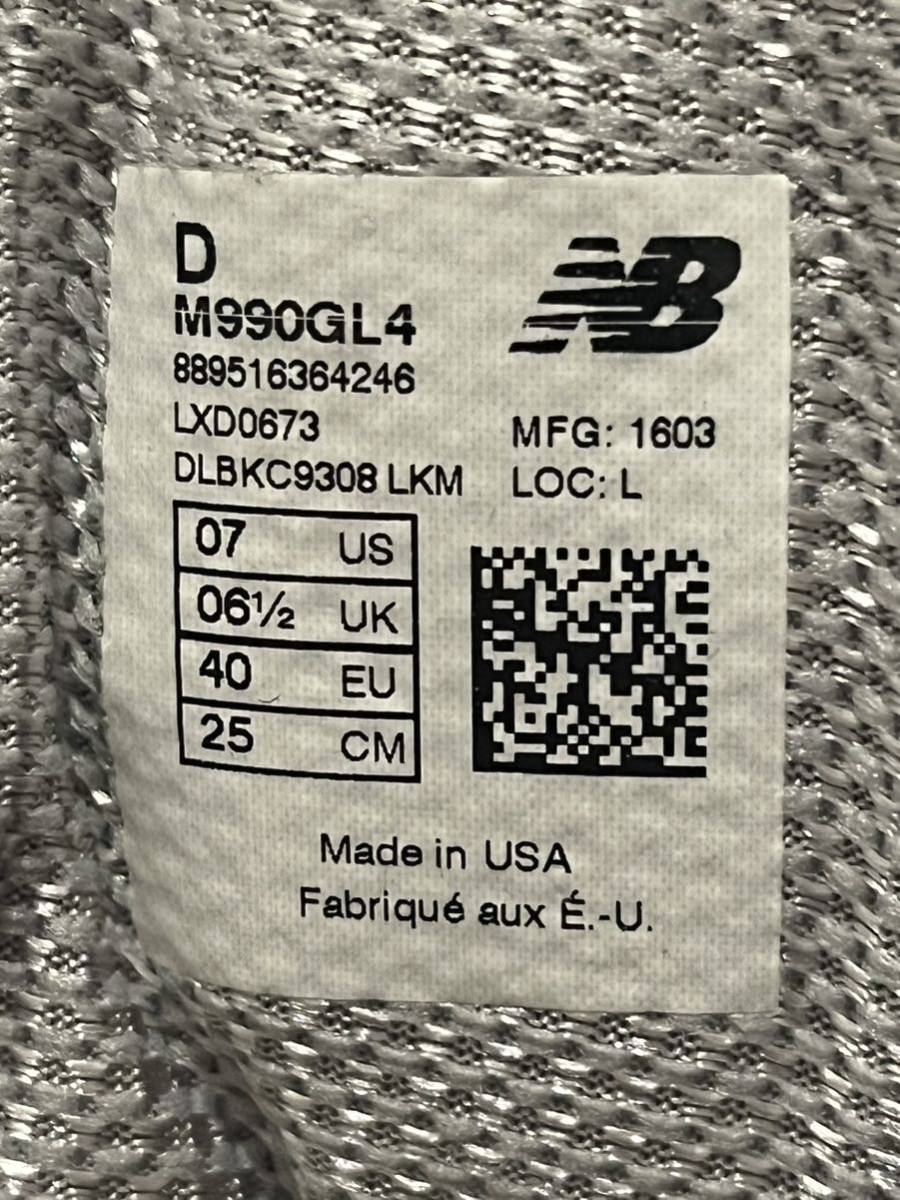 D
NB
M990GL4
889516364246
LXD0673
MFG: 1603
DLBKC9308 LKM
LOC: L
07 US
06½ UK
40 EU
25 CM
Made in USA
Fabriqué aux É.-U.